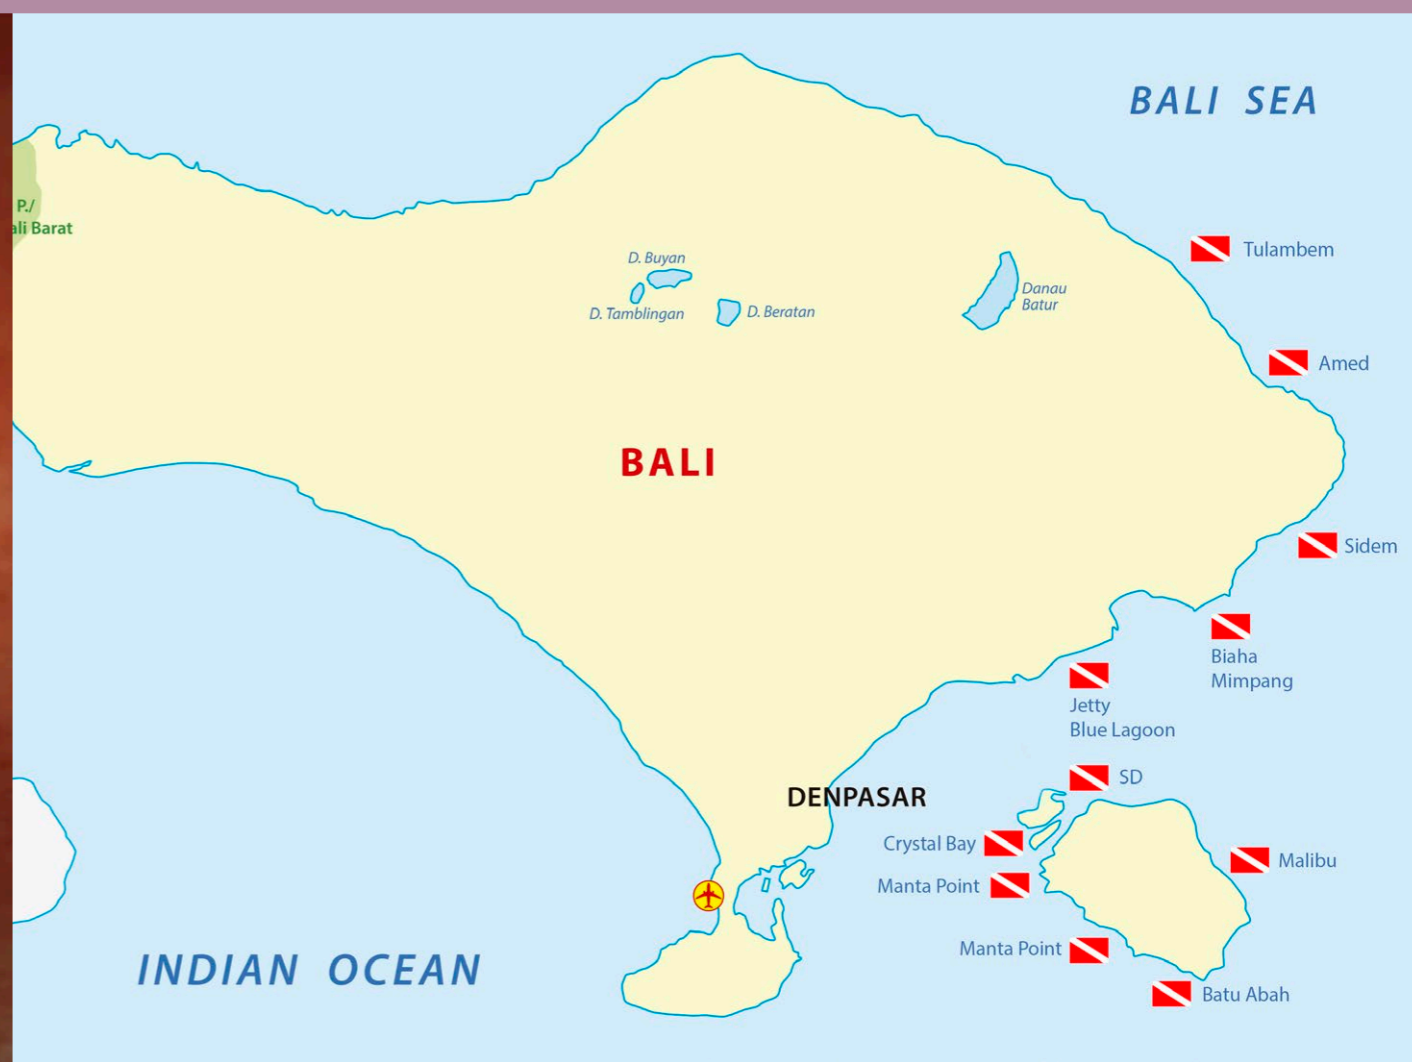 BALI SEA
P./
ali Barat
Tulambem
D. Buyan
Danau
Batur
D. Tamblingan
D. Beratan
Amed
BALI
Sidem
Biaha
Mimpang
Jetty
Blue Lagoon
SD
DENPASAR
Crystal Bay
Malibu
Manta Point
Manta Point
INDIAN OCEAN
Batu Abah